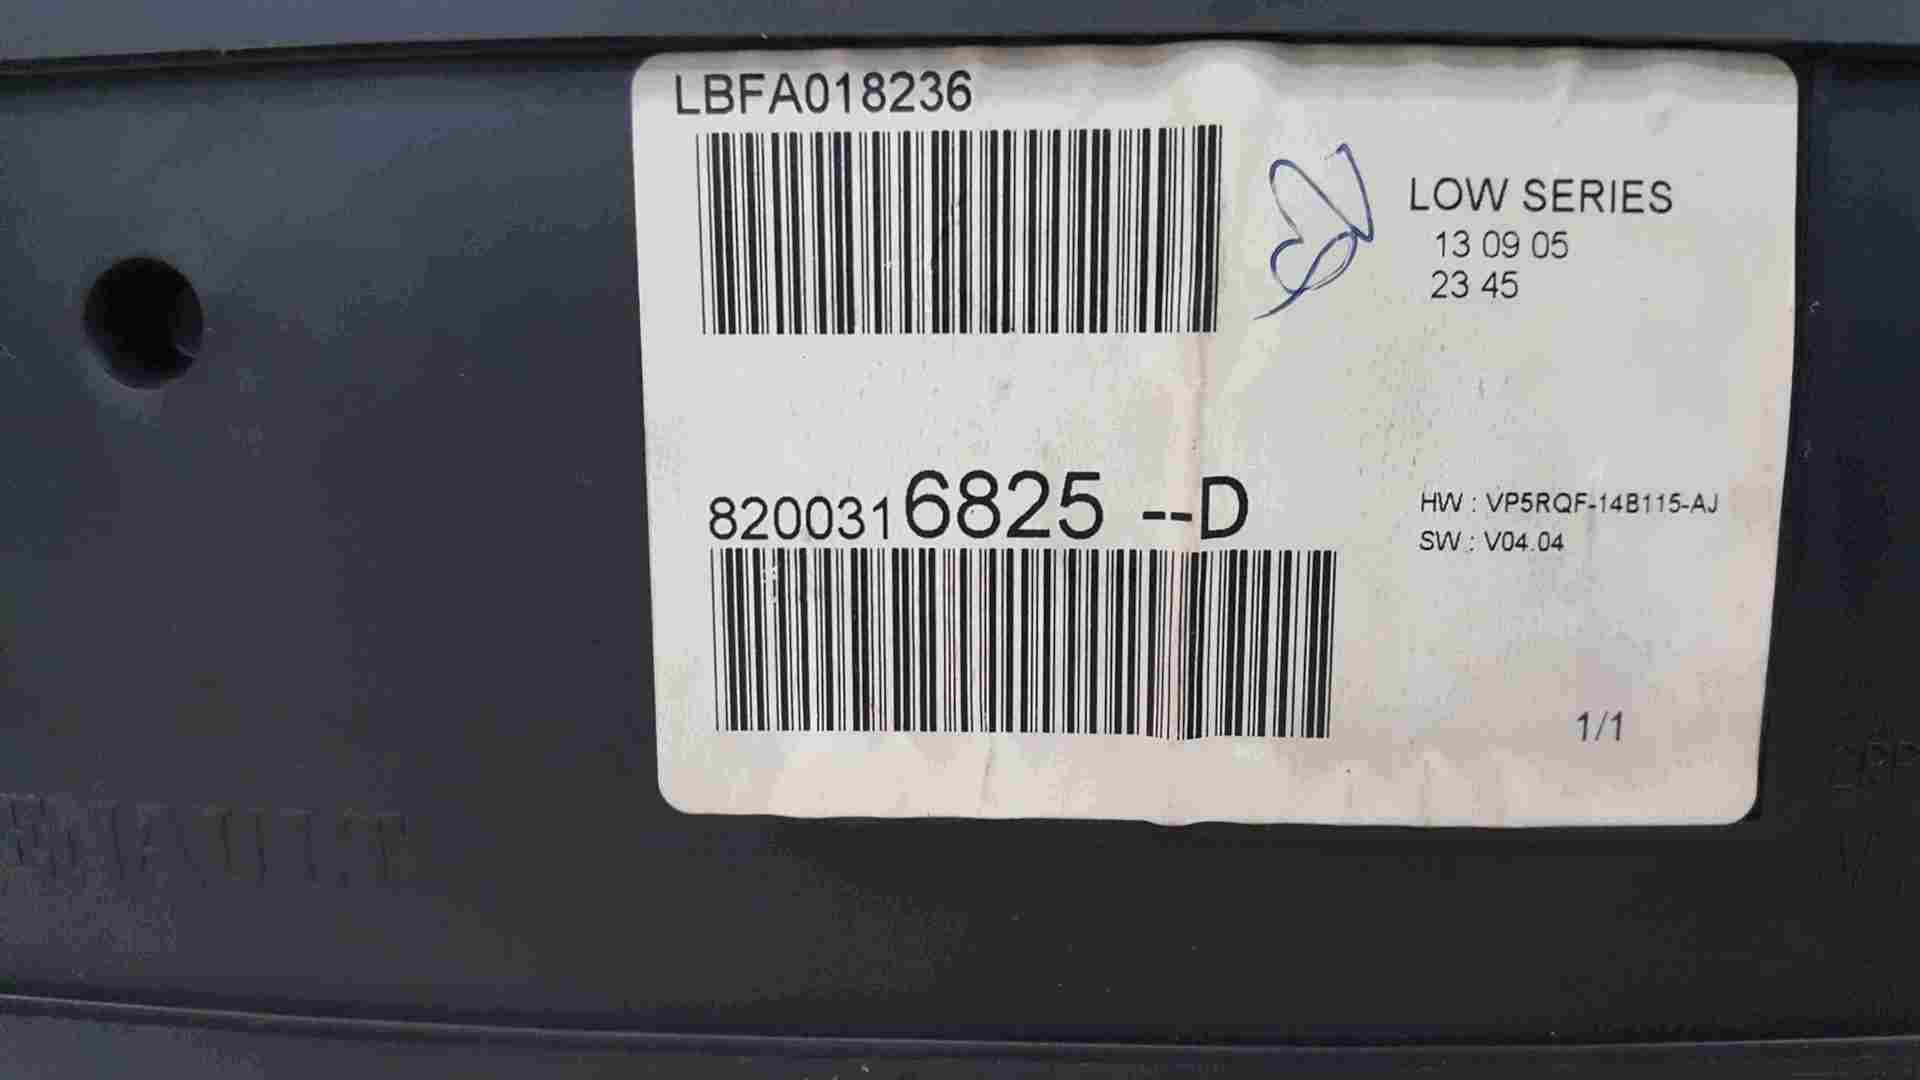 LBFA018236
LOW SERIES
13 09 05
23 45
8200316825 --D
HW : VP5RQF-14B115-AJ
SW : V04.04
1/1